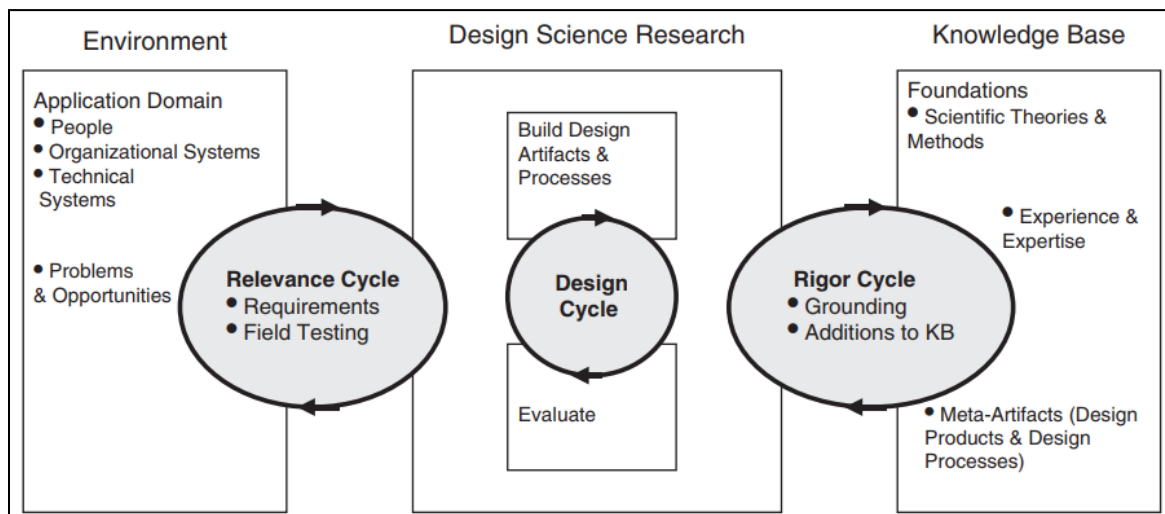 Environment
Design Science Research
Knowledge Base
Application Domain
• People
• Organizational Systems
• Technical
Systems
• Problems
& Opportunities
Relevance Cycle
• Requirements
• Field Testing
Build Design
Artifacts &
Processes
Design
Cycle
Evaluate
Rigor Cycle
• Grounding
• Additions to KB
Foundations
• Scientific Theories &
Methods
• Experience &
Expertise
• Meta-Artifacts (Design
Products & Design
Processes)